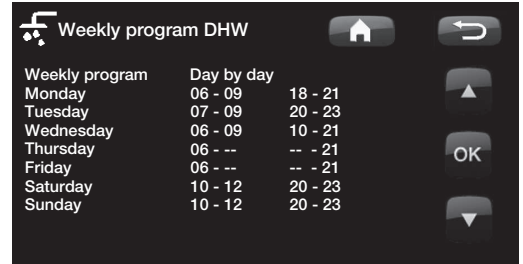 Weekly program DHW
Weekly program Day by day
Monday 06 - 09 18 - 21
Tuesday 07 - 09 20 - 23
Wednesday 06 - 09 10 - 21
Thursday 06 - -- -- - 21
Friday 06 - -- -- - 21
Saturday 10 - 12 20 - 23
Sunday 10 - 12 20 - 23
OK